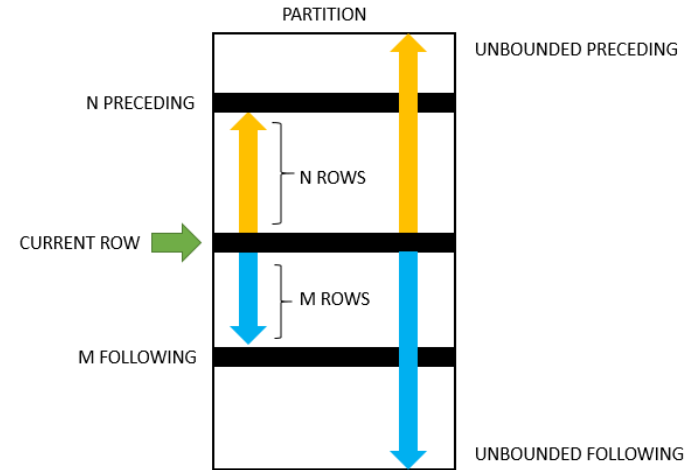 PARTITION
UNBOUNDED PRECEDING
N PRECEDING
N ROWS
CURRENT ROW
M ROWS
M FOLLOWING
UNBOUNDED FOLLOWING